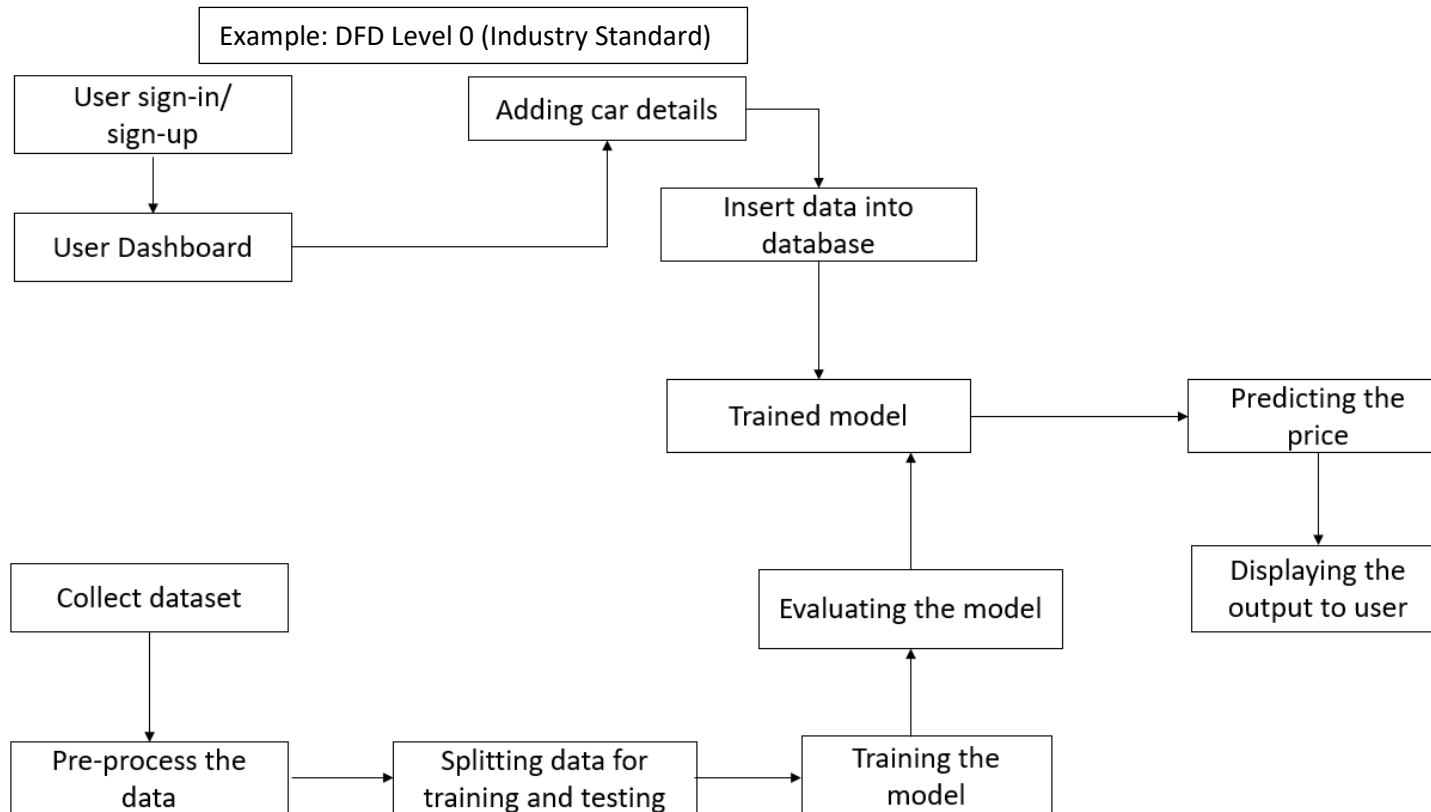 Example: DFD Level 0 (Industry Standard)
User sign-in/
sign-up
Adding car details
User Dashboard
Insert data into
database
Trained model
Predicting the
price
Collect dataset
Evaluating the model
Displaying the
output to user
Pre-process the
data
Splitting data for
training and testing
Training the
model